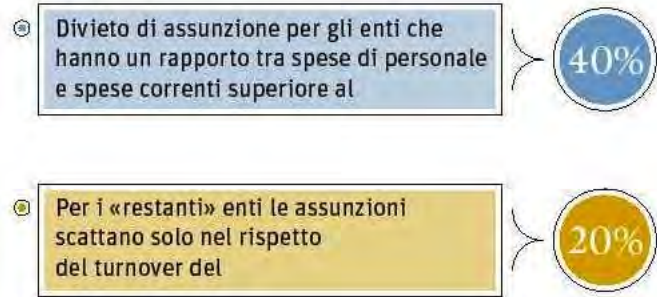 Divieto di assunzione per gli enti che
hanno un rapporto tra spese di personale
e spese correnti superiore al
40%
Per i «restanti» enti le assunzioni
scattano solo nel rispetto
del turnover del
20%